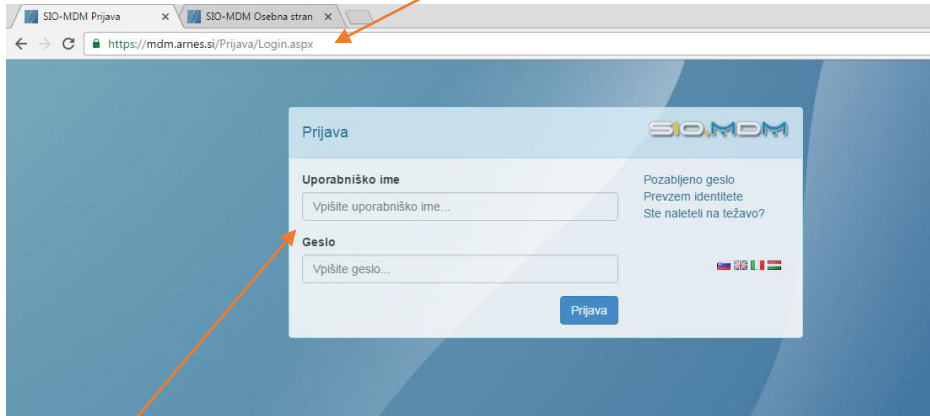 SIO-MDM Prijava
SIO-MDM Osebna stran
https://mdm.arnes.si/Prijava/Login.aspx
Prijava
SIO.MDM
Uporabniško ime
Vpišite uporabniško ime...
Geslo
Vpišite geslo...
Prijava
Pozabljeno geslo
Prevzem identitete
Ste naleteli na težavo?